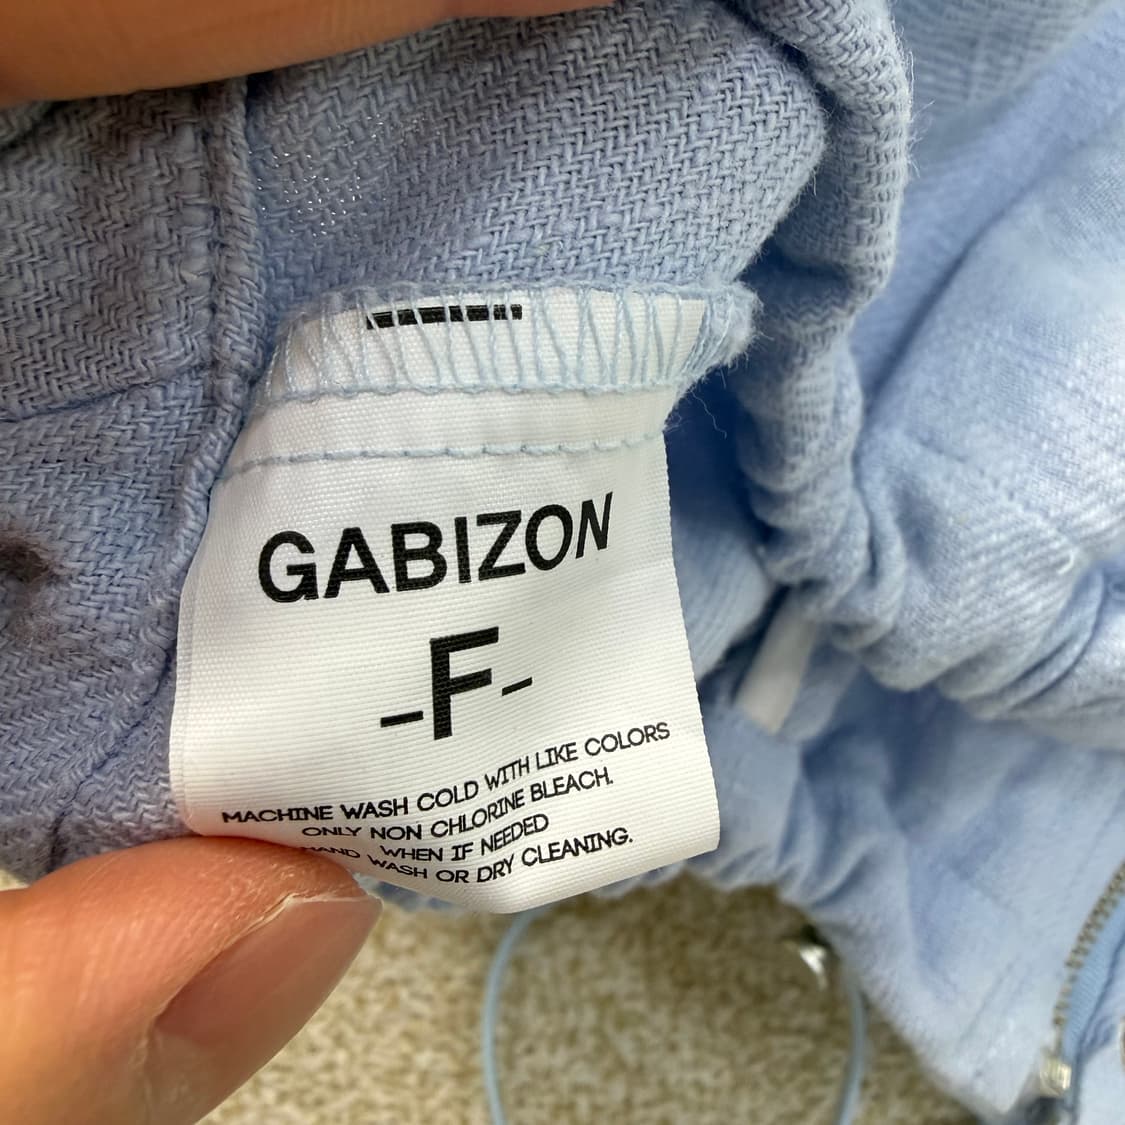 GABIZON
-F-
MACHINE WASH COLD WITH LIKE COLORS
ONLY NON CHLORINE BLEACH.
WHEN IF NEEDED
HAND WASH OR DRY CLEANING.